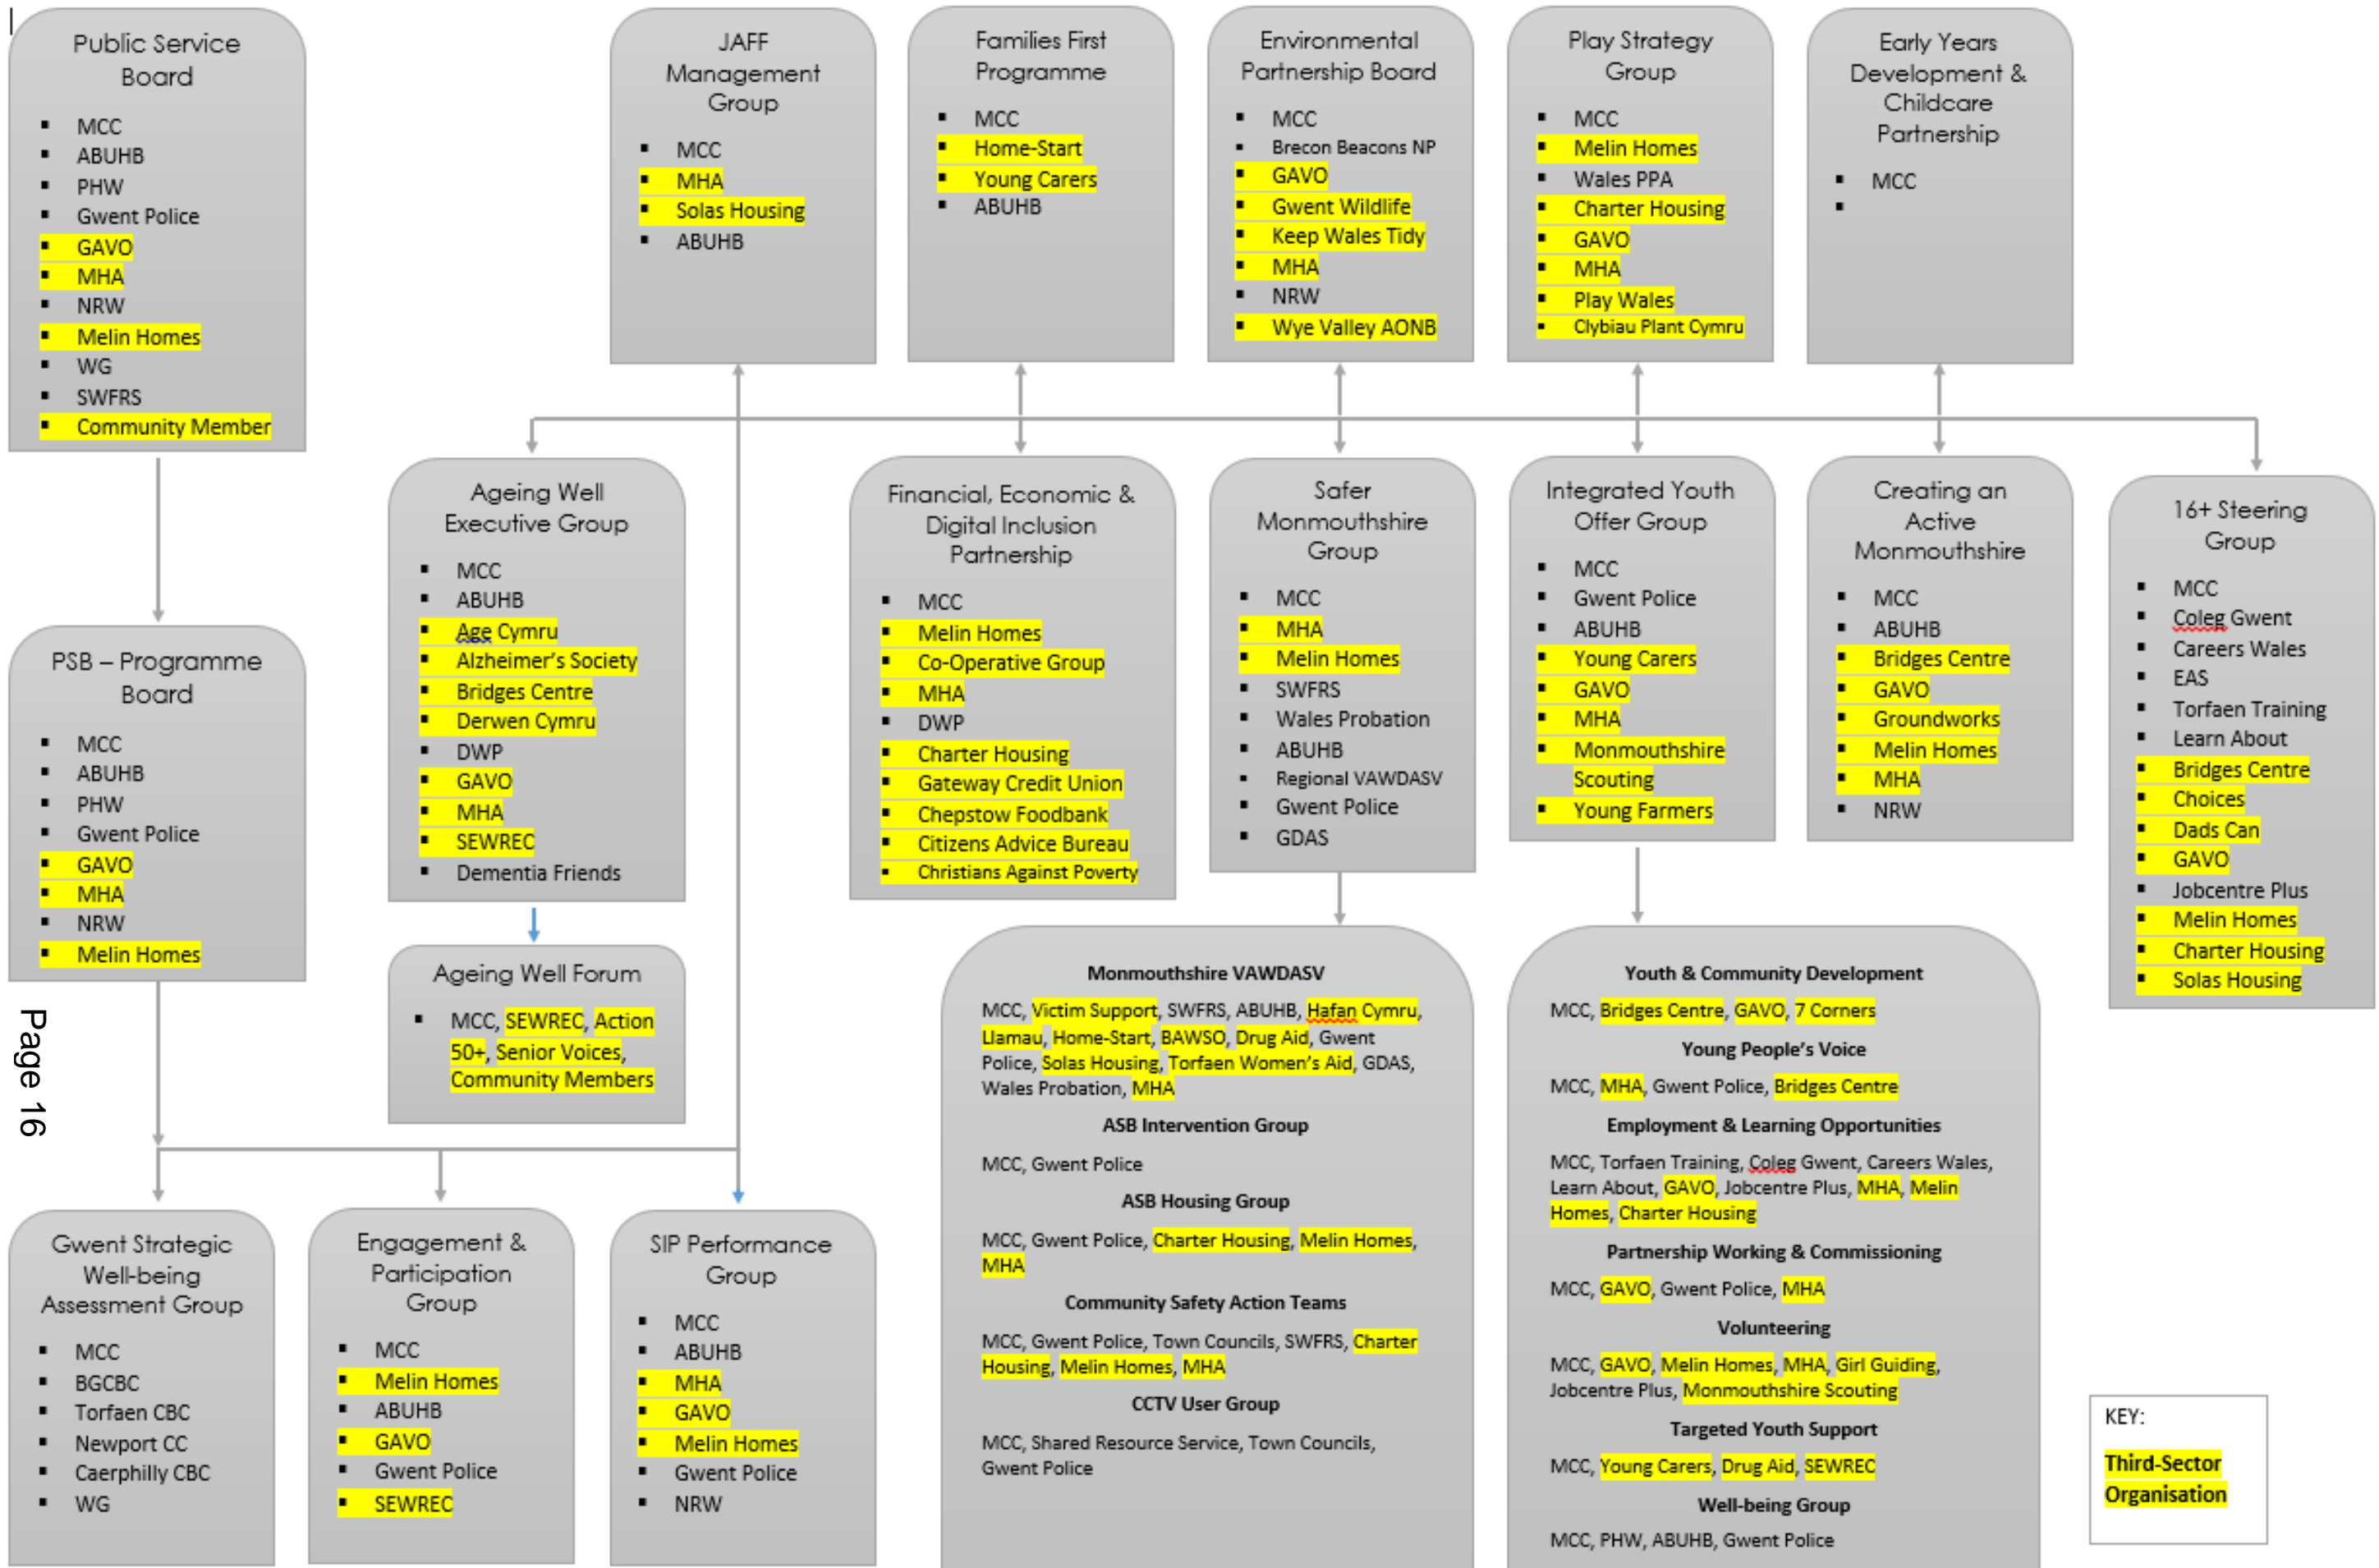 Public Service
Board
▪ MCC
▪ ABUHB
▪ PHW
▪ Gwent Police
▪ GAVO
▪ MHA
▪ NRW
▪ Melin Homes
▪ WG
▪ SWFRS
▪ Community Member
JAFF
Management
Group
▪ MCC
▪ MHA
▪ Solas Housing
▪ ABUHB
Families First
Programme
▪ MCC
▪ Home-Start
▪ Young Carers
▪ ABUHB
Environmental
Partnership Board
▪ MCC
▪ Brecon Beacons NP
▪ GAVO
▪ Gwent Wildlife
▪ Keep Wales Tidy
▪ MHA
▪ NRW
▪ Wye Valley AONB
Play Strategy
Group
▪ MCC
▪ Melin Homes
▪ Wales PPA
▪ Charter Housing
▪ GAVO
▪ MHA
▪ Play Wales
▪ Clybiau Plant Cymru
Early Years
Development &
Childcare
Partnership
▪ MCC
▪
PSB – Programme
Board
▪ MCC
▪ ABUHB
▪ PHW
▪ Gwent Police
▪ GAVO
▪ MHA
▪ NRW
▪ Melin Homes
Ageing Well
Executive Group
▪ MCC
▪ ABUHB
▪ Age Cymru
▪ Alzheimer's Society
▪ Bridges Centre
▪ Derwen Cymru
▪ DWP
▪ GAVO
▪ MHA
▪ SEWREC
▪ Dementia Friends
Financial, Economic &
Digital Inclusion
Partnership
▪ MCC
▪ Melin Homes
▪ Co-Operative Group
▪ MHA
▪ DWP
▪ Charter Housing
▪ Gateway Credit Union
▪ Chepstow Foodbank
▪ Citizens Advice Bureau
▪ Christians Against Poverty
Safer
Monmouthshire
Group
▪ MCC
▪ MHA
▪ Melin Homes
▪ SWFRS
▪ Wales Probation
▪ ABUHB
▪ Regional VAWDASV
▪ Gwent Police
▪ GDAS
Integrated Youth
Offer Group
▪ MCC
▪ Gwent Police
▪ ABUHB
▪ Young Carers
▪ GAVO
▪ MHA
▪ Monmouthshire
Scouting
▪ Young Farmers
Creating an
Active
Monmouthshire
▪ MCC
▪ ABUHB
▪ Bridges Centre
▪ GAVO
▪ Groundworks
▪ Melin Homes
▪ MHA
▪ NRW
16+ Steering
Group
▪ MCC
▪ Coleg Gwent
▪ Careers Wales
▪ EAS
▪ Torfaen Training
▪ Learn About
▪ Bridges Centre
▪ Choices
▪ Dads Can
▪ GAVO
▪ Jobcentre Plus
▪ Melin Homes
▪ Charter Housing
▪ Solas Housing
Page 16
Ageing Well Forum
▪ MCC, SEWREC, Action
50+, Senior Voices,
Community Members
Gwent Strategic
Well-being
Assessment Group
▪ MCC
▪ BGCBC
▪ Torfaen CBC
▪ Newport CC
▪ Caerphilly CBC
▪ WG
Engagement &
Participation
Group
▪ MCC
▪ Melin Homes
▪ ABUHB
▪ GAVO
▪ Gwent Police
▪ SEWREC
SIP Performance
Group
▪ MCC
▪ ABUHB
▪ MHA
▪ GAVO
▪ Melin Homes
▪ Gwent Police
▪ NRW
Monmouthshire VAWDASV
MCC, Victim Support, SWFRS, ABUHB, Hafan Cymru,
Llamau, Home-Start, BAWSO, Drug Aid, Gwent
Police, Solas Housing, Torfaen Women's Aid, GDAS,
Wales Probation, MHA
ASB Intervention Group
MCC, Gwent Police
ASB Housing Group
MCC, Gwent Police, Charter Housing, Melin Homes,
MHA
Community Safety Action Teams
MCC, Gwent Police, Town Councils, SWFRS, Charter
Housing, Melin Homes, MHA
CCTV User Group
MCC, Shared Resource Service, Town Councils,
Gwent Police
Youth & Community Development
MCC, Bridges Centre, GAVO, 7 Corners
Young People's Voice
MCC, MHA, Gwent Police, Bridges Centre
Employment & Learning Opportunities
MCC, Torfaen Training, Coleg Gwent, Careers Wales,
Learn About, GAVO, Jobcentre Plus, MHA, Melin
Homes, Charter Housing
Partnership Working & Commissioning
MCC, GAVO, Gwent Police, MHA
Volunteering
MCC, GAVO, Melin Homes, MHA, Girl Guiding,
Jobcentre Plus, Monmouthshire Scouting
Targeted Youth Support
MCC, Young Carers, Drug Aid, SEWREC
Well-being Group
MCC, PHW, ABUHB, Gwent Police
KEY:
Third-Sector
Organisation